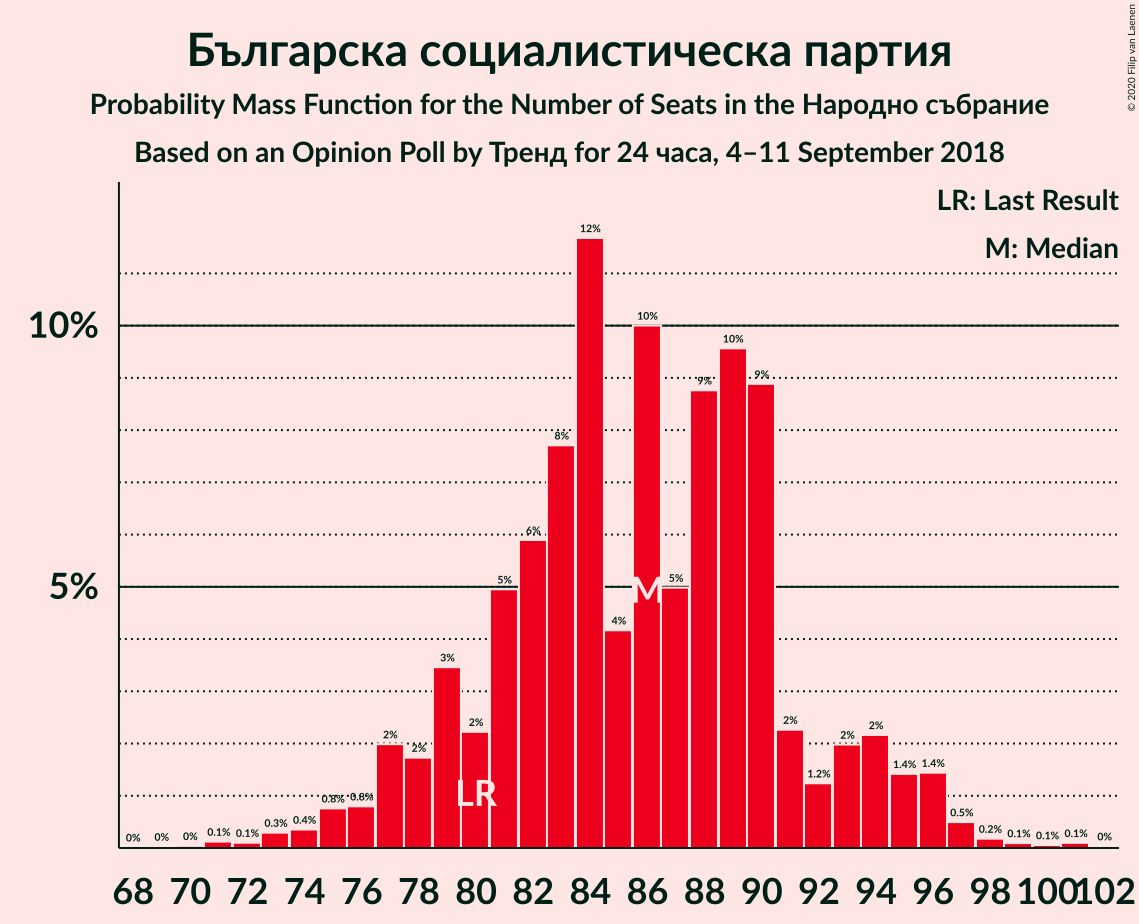 Българска социалистическа партия
Probability Mass Function for the Number of Seats in the Народно събрание
Based on an Opinion Poll by Тренд for 24 часа, 4–11 September 2018
© 2020 Filip van Laenen
LR: Last Result
M: Median
10%
5%
0% 0% 0% 0.1% 0.1% 0.3% 0.4% 0.8% 0.8% 2% 2% 3% 2% 5% 6% 8% 12% 4% 10% 5% 9% 10% 9% 2% 1.2% 2% 2% 1.4% 1.4% 0.5% 0.2% 0.1% 0.1% 0.1% 0%
M
LR
68 70 72 74 76 78 80 82 84 86 88 90 92 94 96 98 100 102